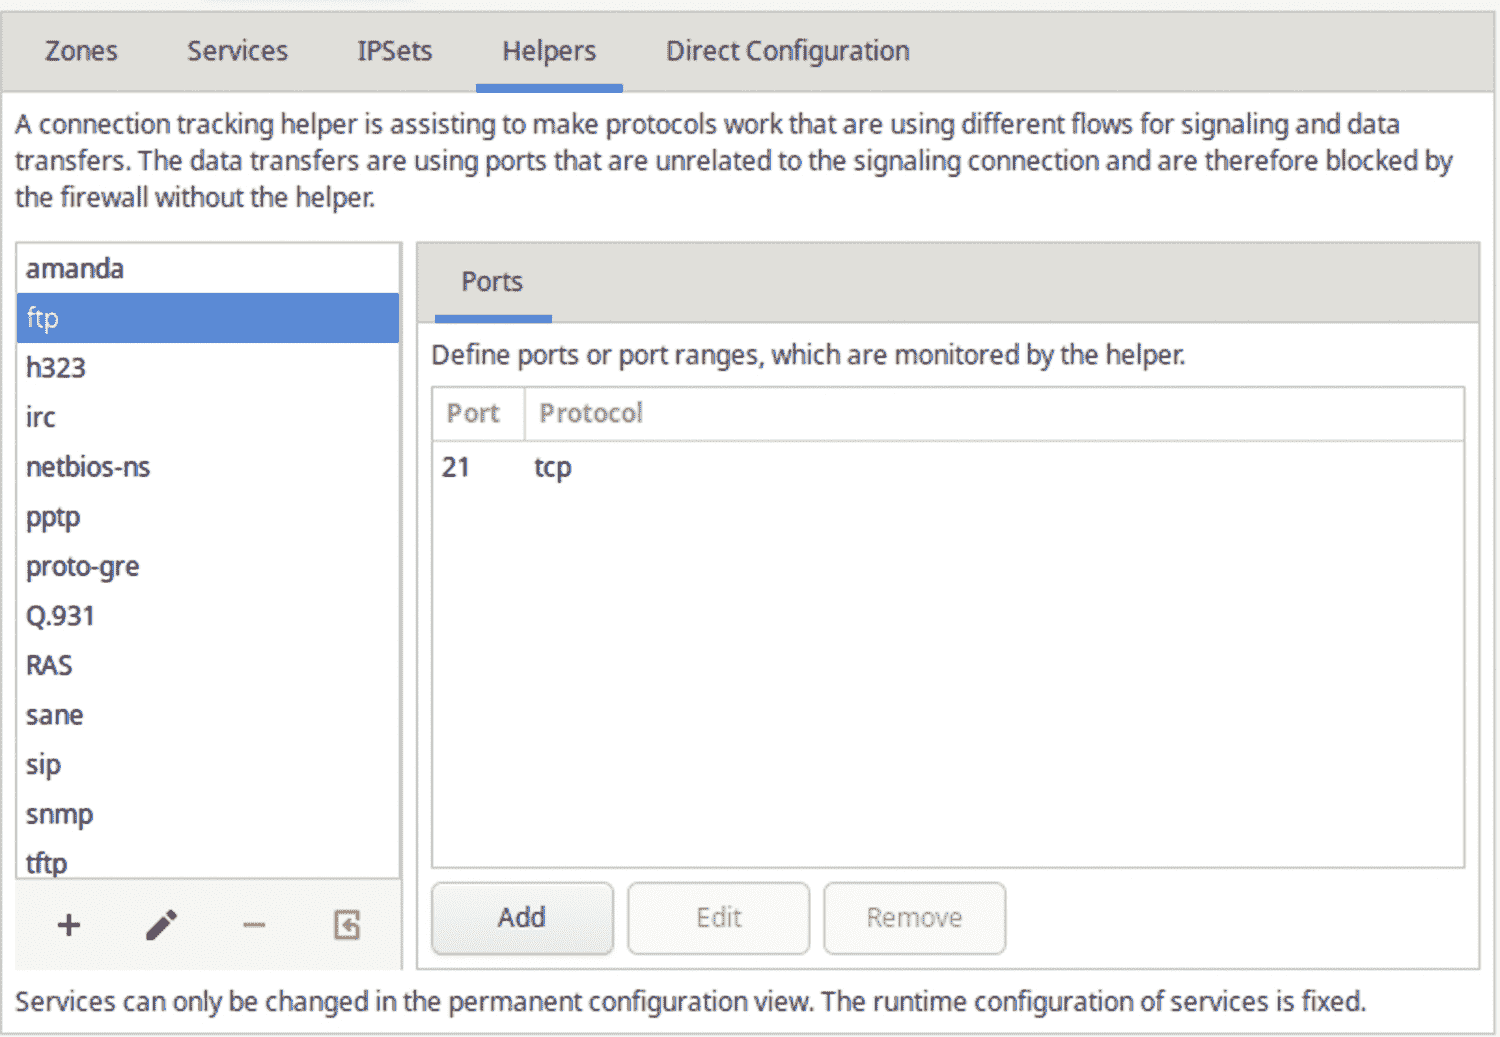 Zones Services IPSets Helpers Direct Configuration
A connection tracking helper is assisting to make protocols work that are using different flows for signaling and data
transfers. The data transfers are using ports that are unrelated to the signaling connection and are therefore blocked by
the firewall without the helper.
amanda
ftp
h323
irc
netbios-ns
pptp
proto-gre
Q.931
RAS
sane
sip
snmp
tftp
Ports
Define ports or port ranges, which are monitored by the helper.
Port Protocol
21 tcp
Add Edit Remove
Services can only be changed in the permanent configuration view. The runtime configuration of services is fixed.